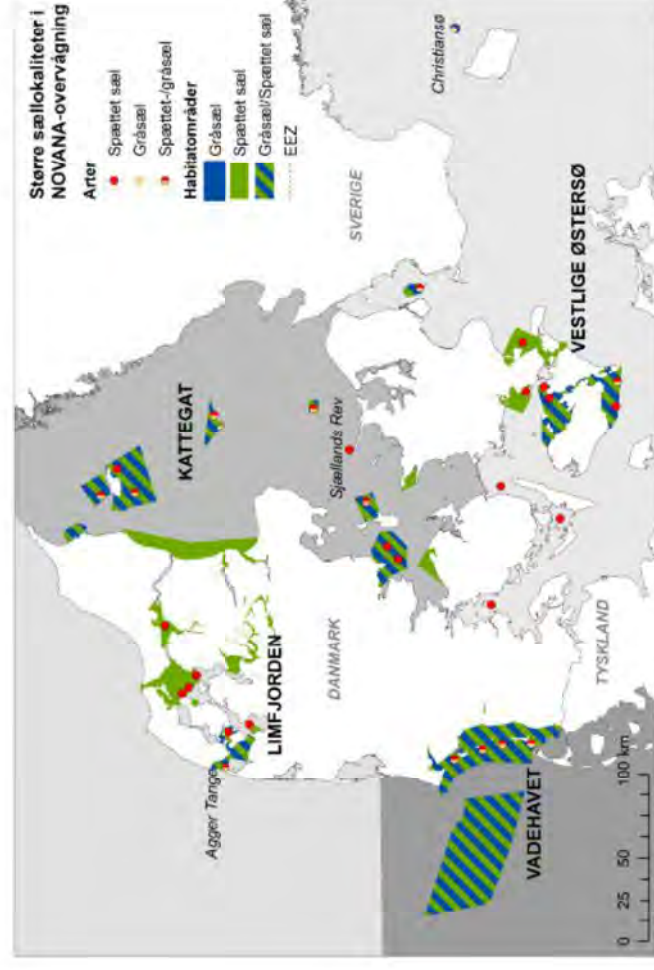 Større sællokaliteter i
NOVANA-overvågning
Arter
Spættet sæl
Gråsæl
Spættet-/gråsæl
Habitatområder
Gråsæl
Spættet sæl
Gråsæl/Spættet sæl
EEZ
Christiansø
SVERIGE
KATTEGAT
Sjællands Rev
VESTLIGE ØSTERSØ
LIMFJORDEN
Agger Tange
DANMARK
TYSKLAND
VADEHAVET
0 25 50 100 km